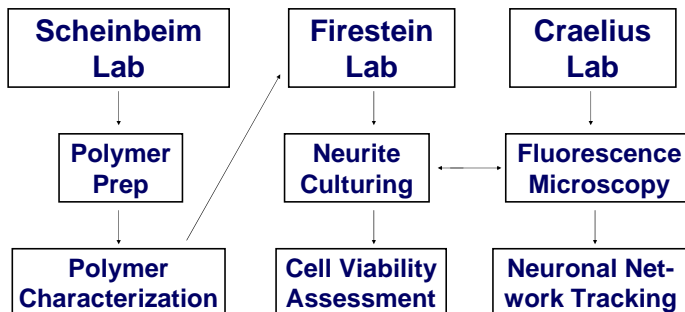 Scheinbeim
Lab
Firestein
Lab
Craelius
Lab
Polymer
Prep
Neurite
Culturing
Fluorescence
Microscopy
Polymer
Characterization
Cell Viability
Assessment
Neuronal Net-
work Tracking